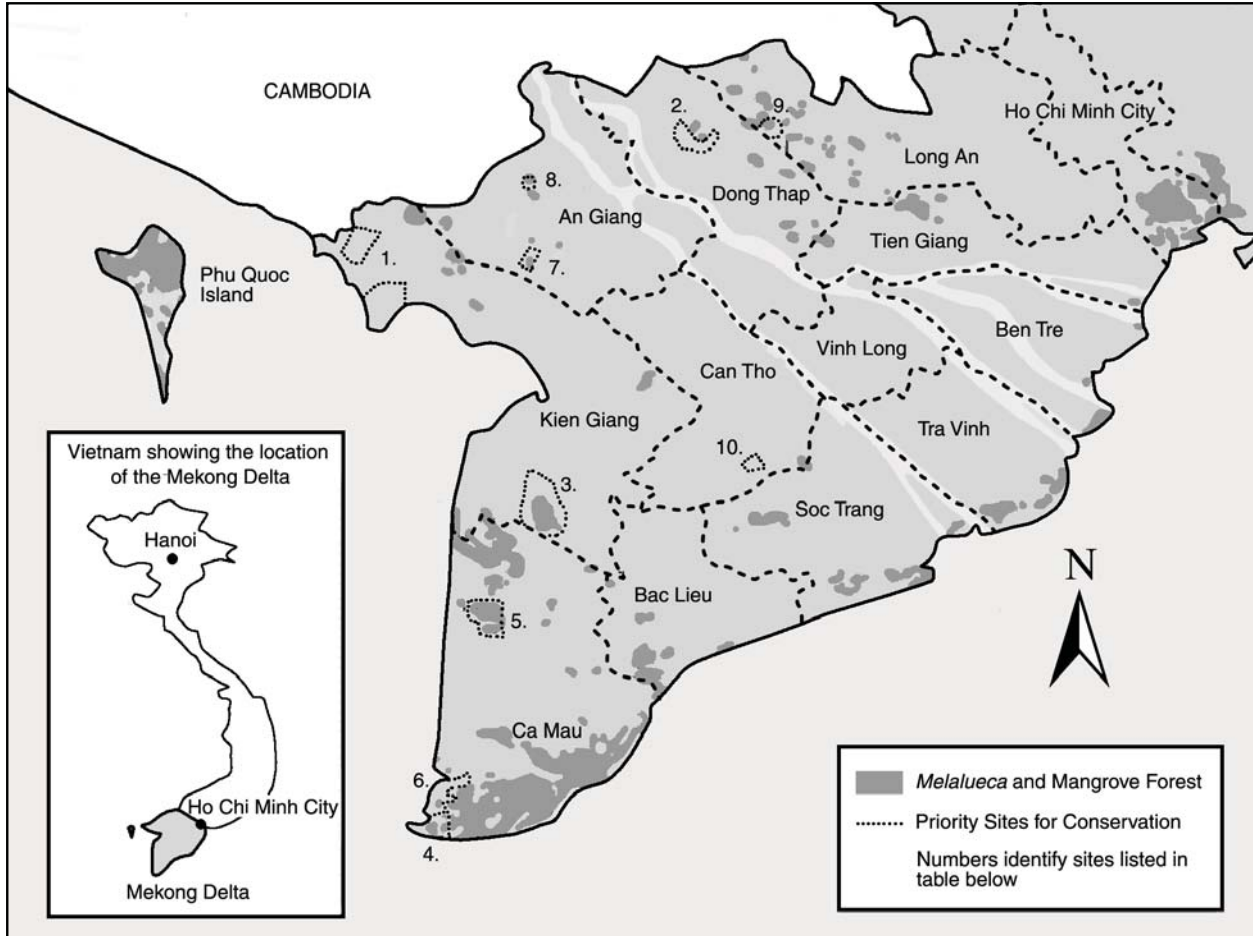 CAMBODIA
2.
9.
Ho Chi Minh City
8.
Long An
Dong Thap
An Giang
Tien Giang
1.
7.
Phu Quoc
Island
Ben Tre
Vinh Long
Can Tho
Kien Giang
Tra Vinh
10.
3.
Soc Trang
Bac Lieu
5.
N
Ca Mau
6.
4.
Vietnam showing the location
of the Mekong Delta
Hanoi
Ho Chi Minh City
Mekong Delta
Melalueca and Mangrove Forest
Priority Sites for Conservation
Numbers identify sites listed in
table below